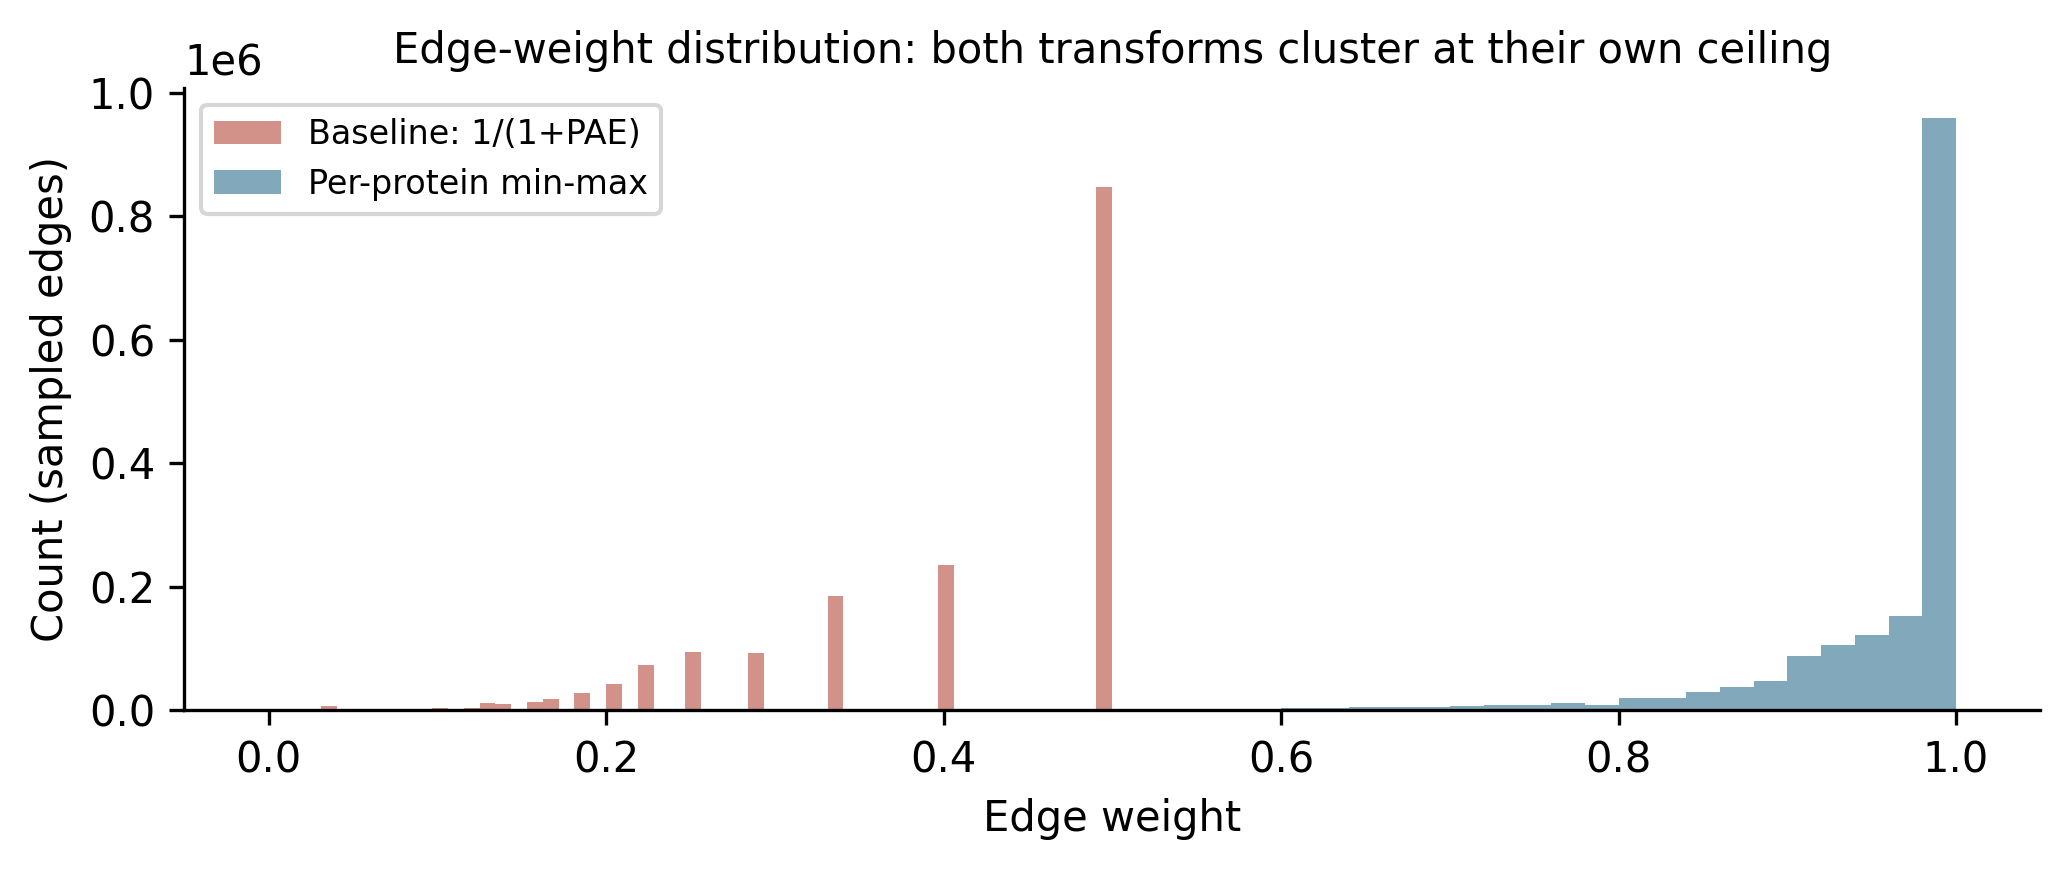 Edge-weight distribution: both transforms cluster at their own ceiling
1e6
1.0
0.8
0.6
0.4
0.2
0.0
Count (sampled edges)
Baseline: 1/(1+PAE)
Per-protein min-max
0.0 0.2 0.4 0.6 0.8 1.0
Edge weight